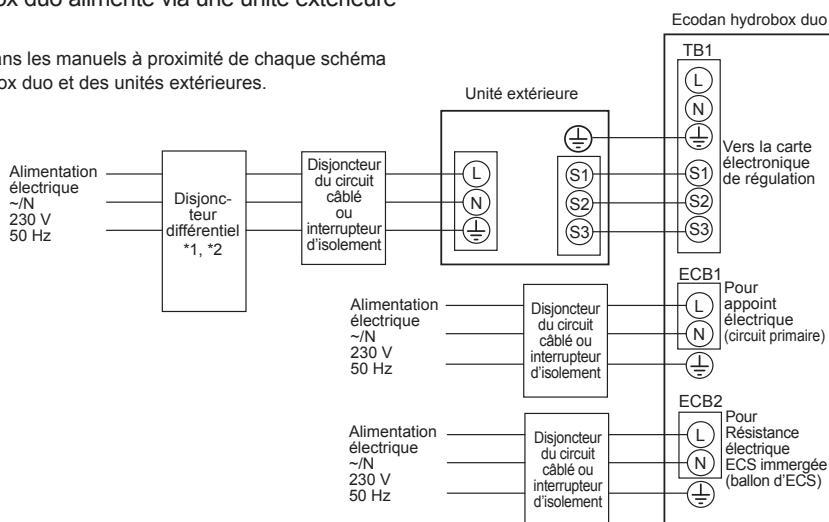 ox duo alimenté via une unité extérieure
ans les manuels à proximité de chaque schéma
ox duo et des unités extérieures.
Ecodan hydrobox duo
TB1
L
N
Vers la carte
électronique
de régulation
S1
S2
S3
Unité extérieure
L
N
S1
S2
S3
Alimentation
électrique
~/N
230 V
50 Hz
Disjonc-
teur
différentiel
*1, *2
Disjoncteur
du circuit
câblé
ou
interrupteur
d'isolement
ECB1
Pour
appoint
électrique
(circuit primaire)
L
N
Alimentation
électrique
~/N
230 V
50 Hz
Disjoncteur
du circuit
câblé ou
interrupteur
d'isolement
ECB2
Pour
Résistance
électrique
ECS immergée
(ballon d'ECS)
L
N
Alimentation
électrique
~/N
230 V
50 Hz
Disjoncteur
du circuit
câblé ou
interrupteur
d'isolement